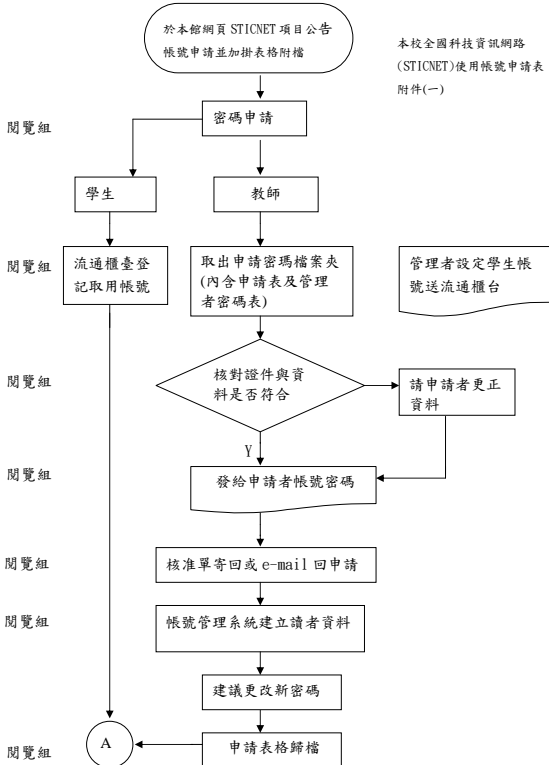 於本館網頁 STICNET 項目公告
帳號申請並加掛表格附檔
本校全國科技資訊網路
(STICNET)使用帳號申請表
附件(一)
閱覽組
密碼申請
學生
教師
閱覽組
流通櫃臺登
記取用帳號
取出申請密瑪檔案夾
(內含申請表及管理
者密碼表)
管理者設定學生帳
號送流通櫃台
閱覽組
核對證件與資
料是否符合
請申請者更正
資料
Y
閱覽組
發給申請者帳號密碼
閱覽組
核准單寄回或 e-mail 回申請
閱覽組
帳號管理系統建立讀者資料
建議更改新密碼
閱覽組
A
申請表格歸檔